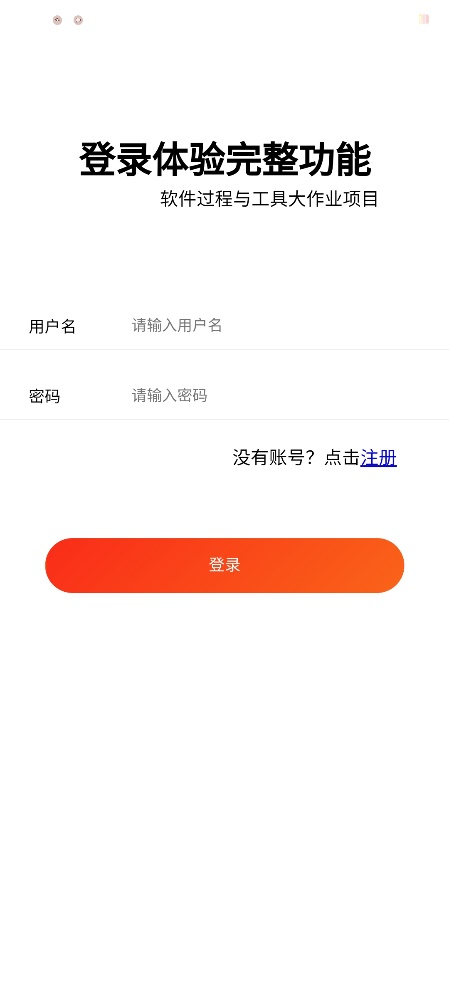 登录体验完整功能
软件过程与工具大作业项目
用户名 请输入用户名
密码 请输入密码
没有账号？点击注册
登录